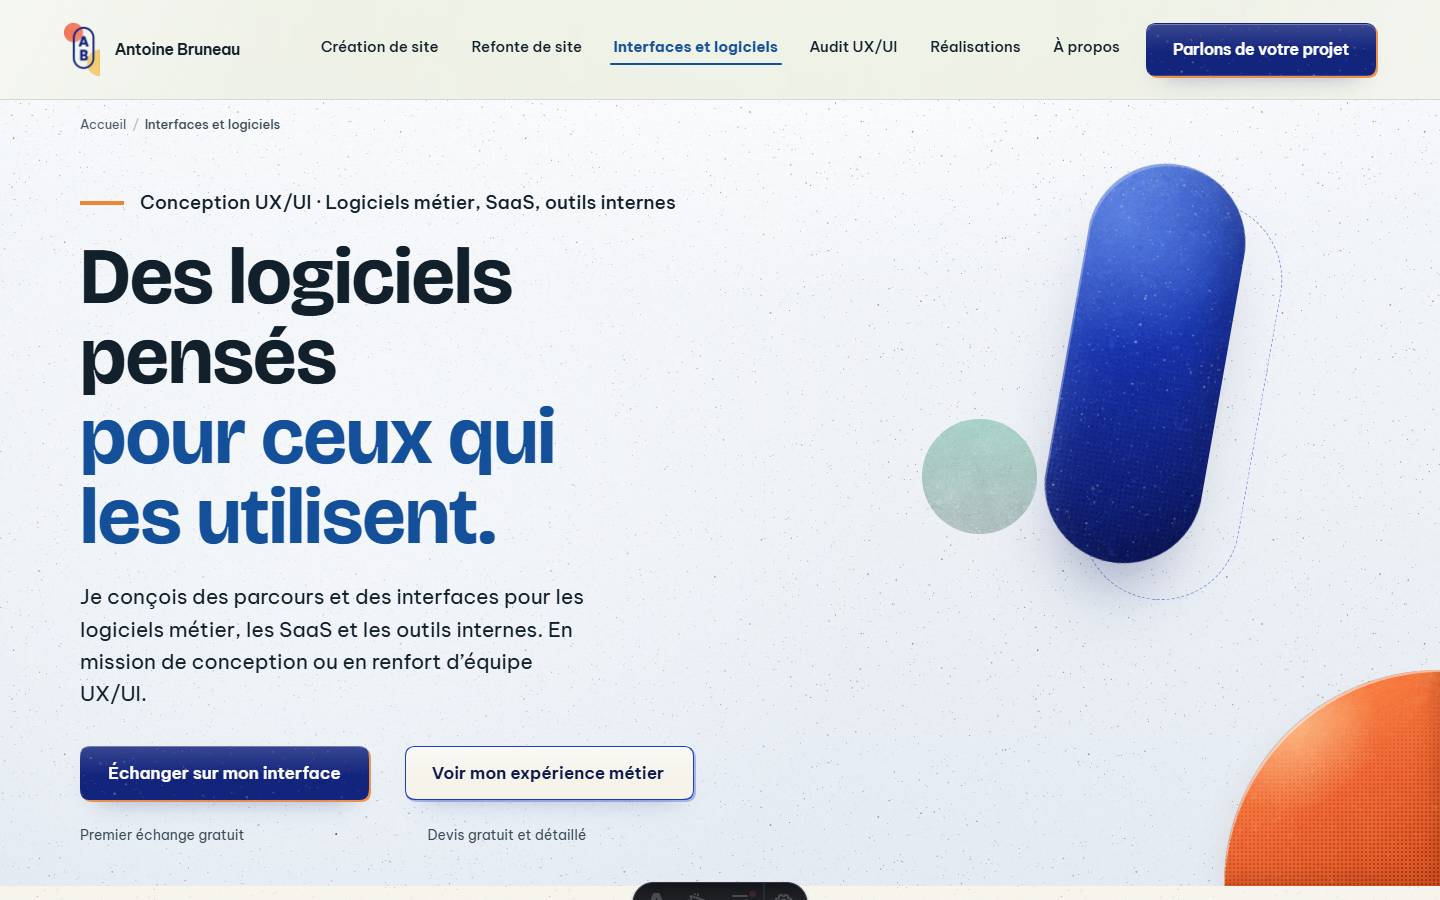 A
B
Antoine Bruneau
Création de site
Refonte de site
Interfaces et logiciels
Audit UX/UI
Réalisations
À propos
Parlons de votre projet
Accueil / Interfaces et logiciels
Conception UX/UI · Logiciels métier, SaaS, outils internes
Des logiciels
pensés
pour ceux qui
les utilisent.
Je conçois des parcours et des interfaces pour les
logiciels métier, les SaaS et les outils internes. En
mission de conception ou en renfort d’équipe
UX/UI.
Échanger sur mon interface
Voir mon expérience métier
Premier échange gratuit · Devis gratuit et détaillé